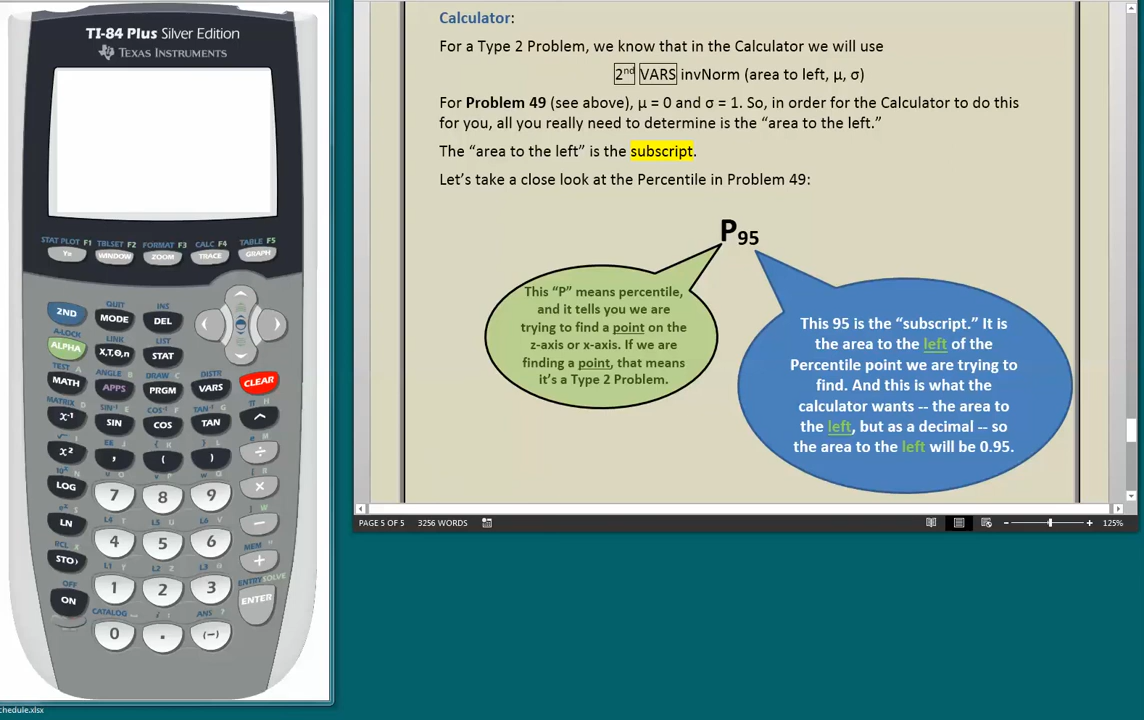 TI-84 Plus Silver Edition
TEXAS INSTRUMENTS
STAT PLOT F1 TBLSET F2 FORMAT F3 CALC F4 TABLE F5
Y= WINDOW ZOOM TRACE GRAPH
QUIT INS
2ND MODE DEL
A-LOCK LINK LIST
ALPHA X,T,Θ,n STAT
TEST A ANGLE B DRAW C DISTR
MATH APPS PRGM VARS CLEAR
MATRIX D SIN⁻¹ E COS⁻¹ F TAN⁻¹ G π H
x⁻¹ SIN COS TAN ^
√ I EE J { K } L e M
x² , ( ) ÷
10ˣ N u O v P w Q [ R
LOG 7 8 9 ×
eˣ S L4 T L5 U L6 V ] W
LN 4 5 6 −
RCL X L1 Y L2 Z L3 θ MEM "
STO› 1 2 3 +
OFF CATALOG i : ANS ? ENTRY SOLVE
ON 0 . (−) ENTER
chedule.xlsx
Calculator:
For a Type 2 Problem, we know that in the Calculator we will use
2nd VARS invNorm (area to left, μ, σ)
For Problem 49 (see above), μ = 0 and σ = 1. So, in order for the Calculator to do this
for you, all you really need to determine is the “area to the left.”
The “area to the left” is the subscript.
Let’s take a close look at the Percentile in Problem 49:
P95
This “P” means percentile,
and it tells you we are
trying to find a point on the
z-axis or x-axis. If we are
finding a point, that means
it’s a Type 2 Problem.
This 95 is the “subscript.” It is
the area to the left of the
Percentile point we are trying to
find. And this is what the
calculator wants -- the area to
the left, but as a decimal -- so
the area to the left will be 0.95.
PAGE 5 OF 5 3256 WORDS 125%